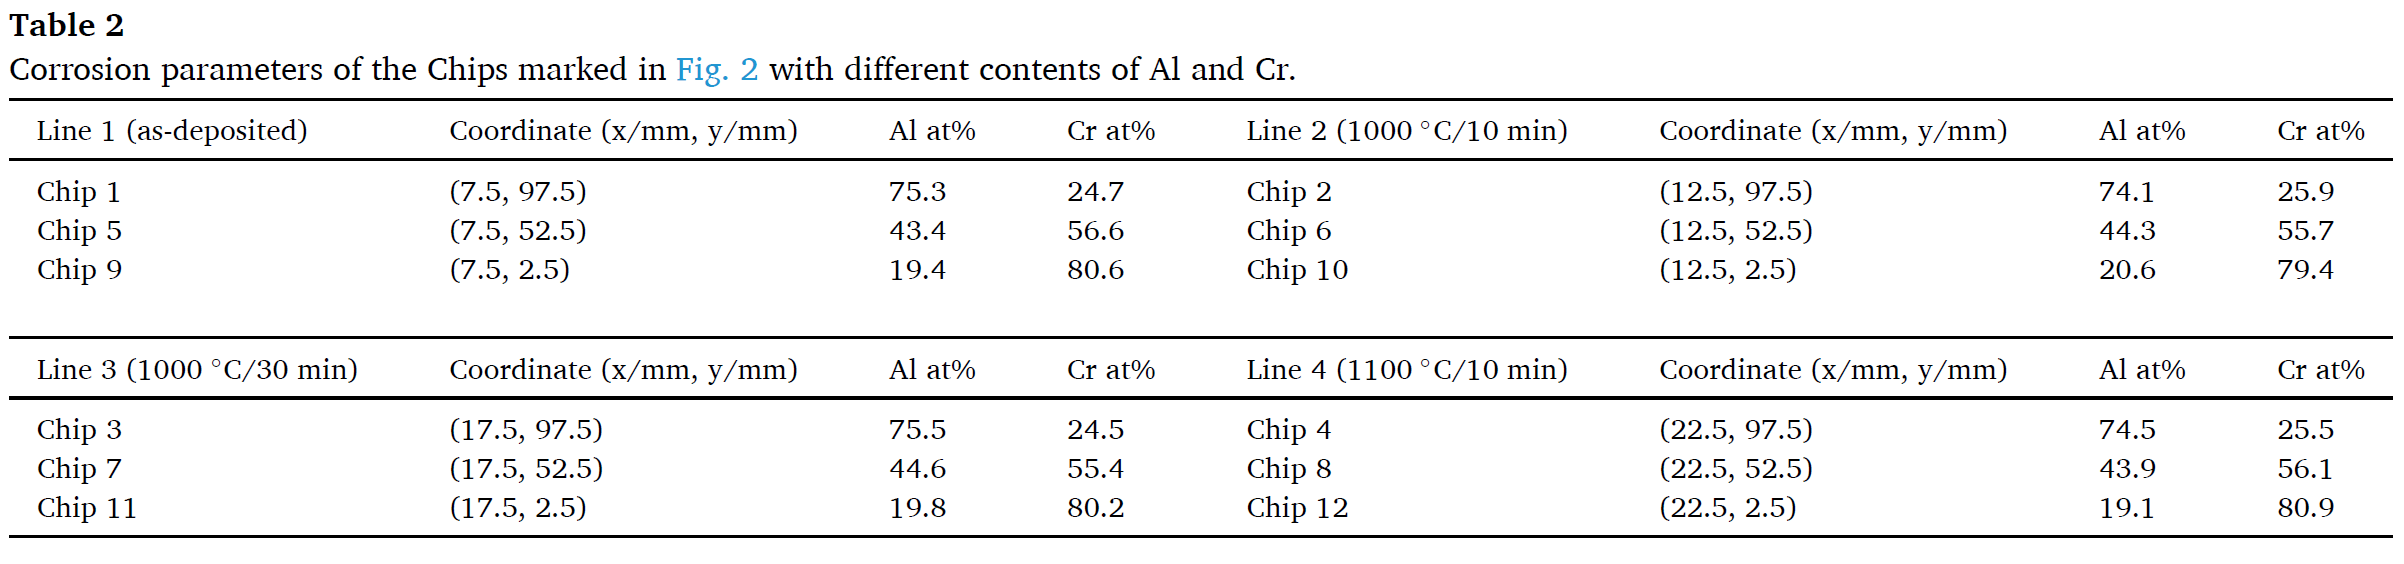 Table 2
Corrosion parameters of the Chips marked in Fig. 2 with different contents of Al and Cr.
Line 1 (as-deposited) Coordinate (x/mm, y/mm) Al at% Cr at% Line 2 (1000 °C/10 min) Coordinate (x/mm, y/mm) Al at% Cr at%
Chip 1 (7.5, 97.5) 75.3 24.7 Chip 2 (12.5, 97.5) 74.1 25.9
Chip 5 (7.5, 52.5) 43.4 56.6 Chip 6 (12.5, 52.5) 44.3 55.7
Chip 9 (7.5, 2.5) 19.4 80.6 Chip 10 (12.5, 2.5) 20.6 79.4
Line 3 (1000 °C/30 min) Coordinate (x/mm, y/mm) Al at% Cr at% Line 4 (1100 °C/10 min) Coordinate (x/mm, y/mm) Al at% Cr at%
Chip 3 (17.5, 97.5) 75.5 24.5 Chip 4 (22.5, 97.5) 74.5 25.5
Chip 7 (17.5, 52.5) 44.6 55.4 Chip 8 (22.5, 52.5) 43.9 56.1
Chip 11 (17.5, 2.5) 19.8 80.2 Chip 12 (22.5, 2.5) 19.1 80.9